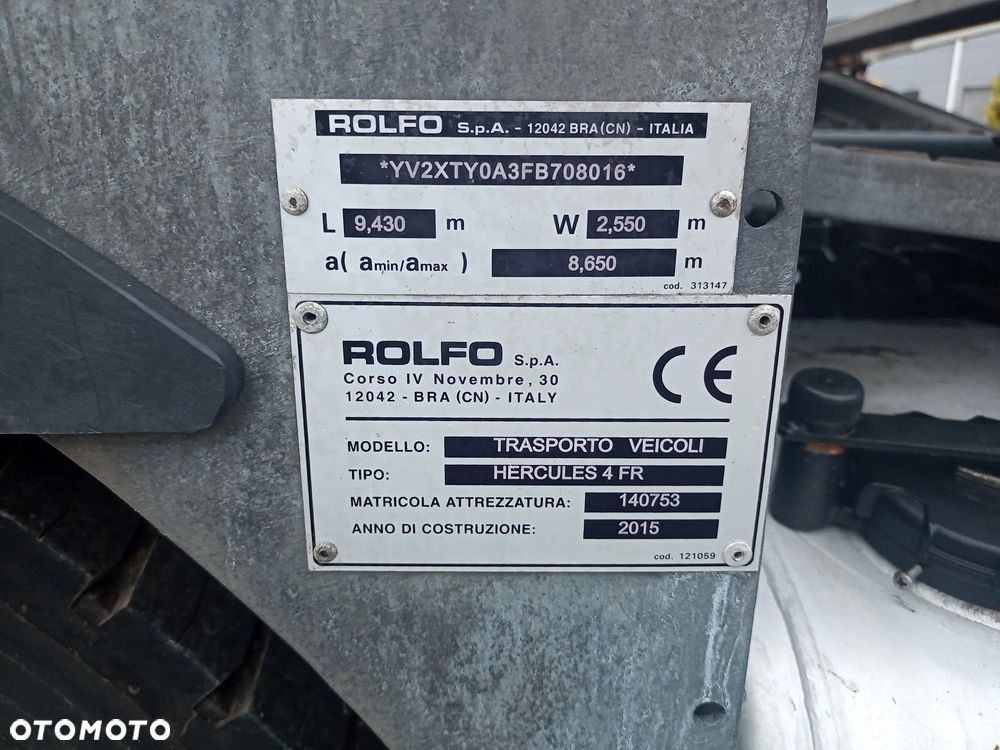 ROLFO S.p.A. - 12042 BRA (CN) - ITALIA
*YV2XTY0A3FB708016*
L 9,430 m W 2,550 m
a( amin/amax ) 8,650 m
cod. 313147
ROLFO S.p.A.
Corso IV Novembre, 30
12042 - BRA (CN) - ITALY
CE
MODELLO: TRASPORTO VEICOLI
TIPO: HERCULES 4 FR
MATRICOLA ATTREZZATURA: 140753
ANNO DI COSTRUZIONE: 2015
cod. 121059
OTOMOTO